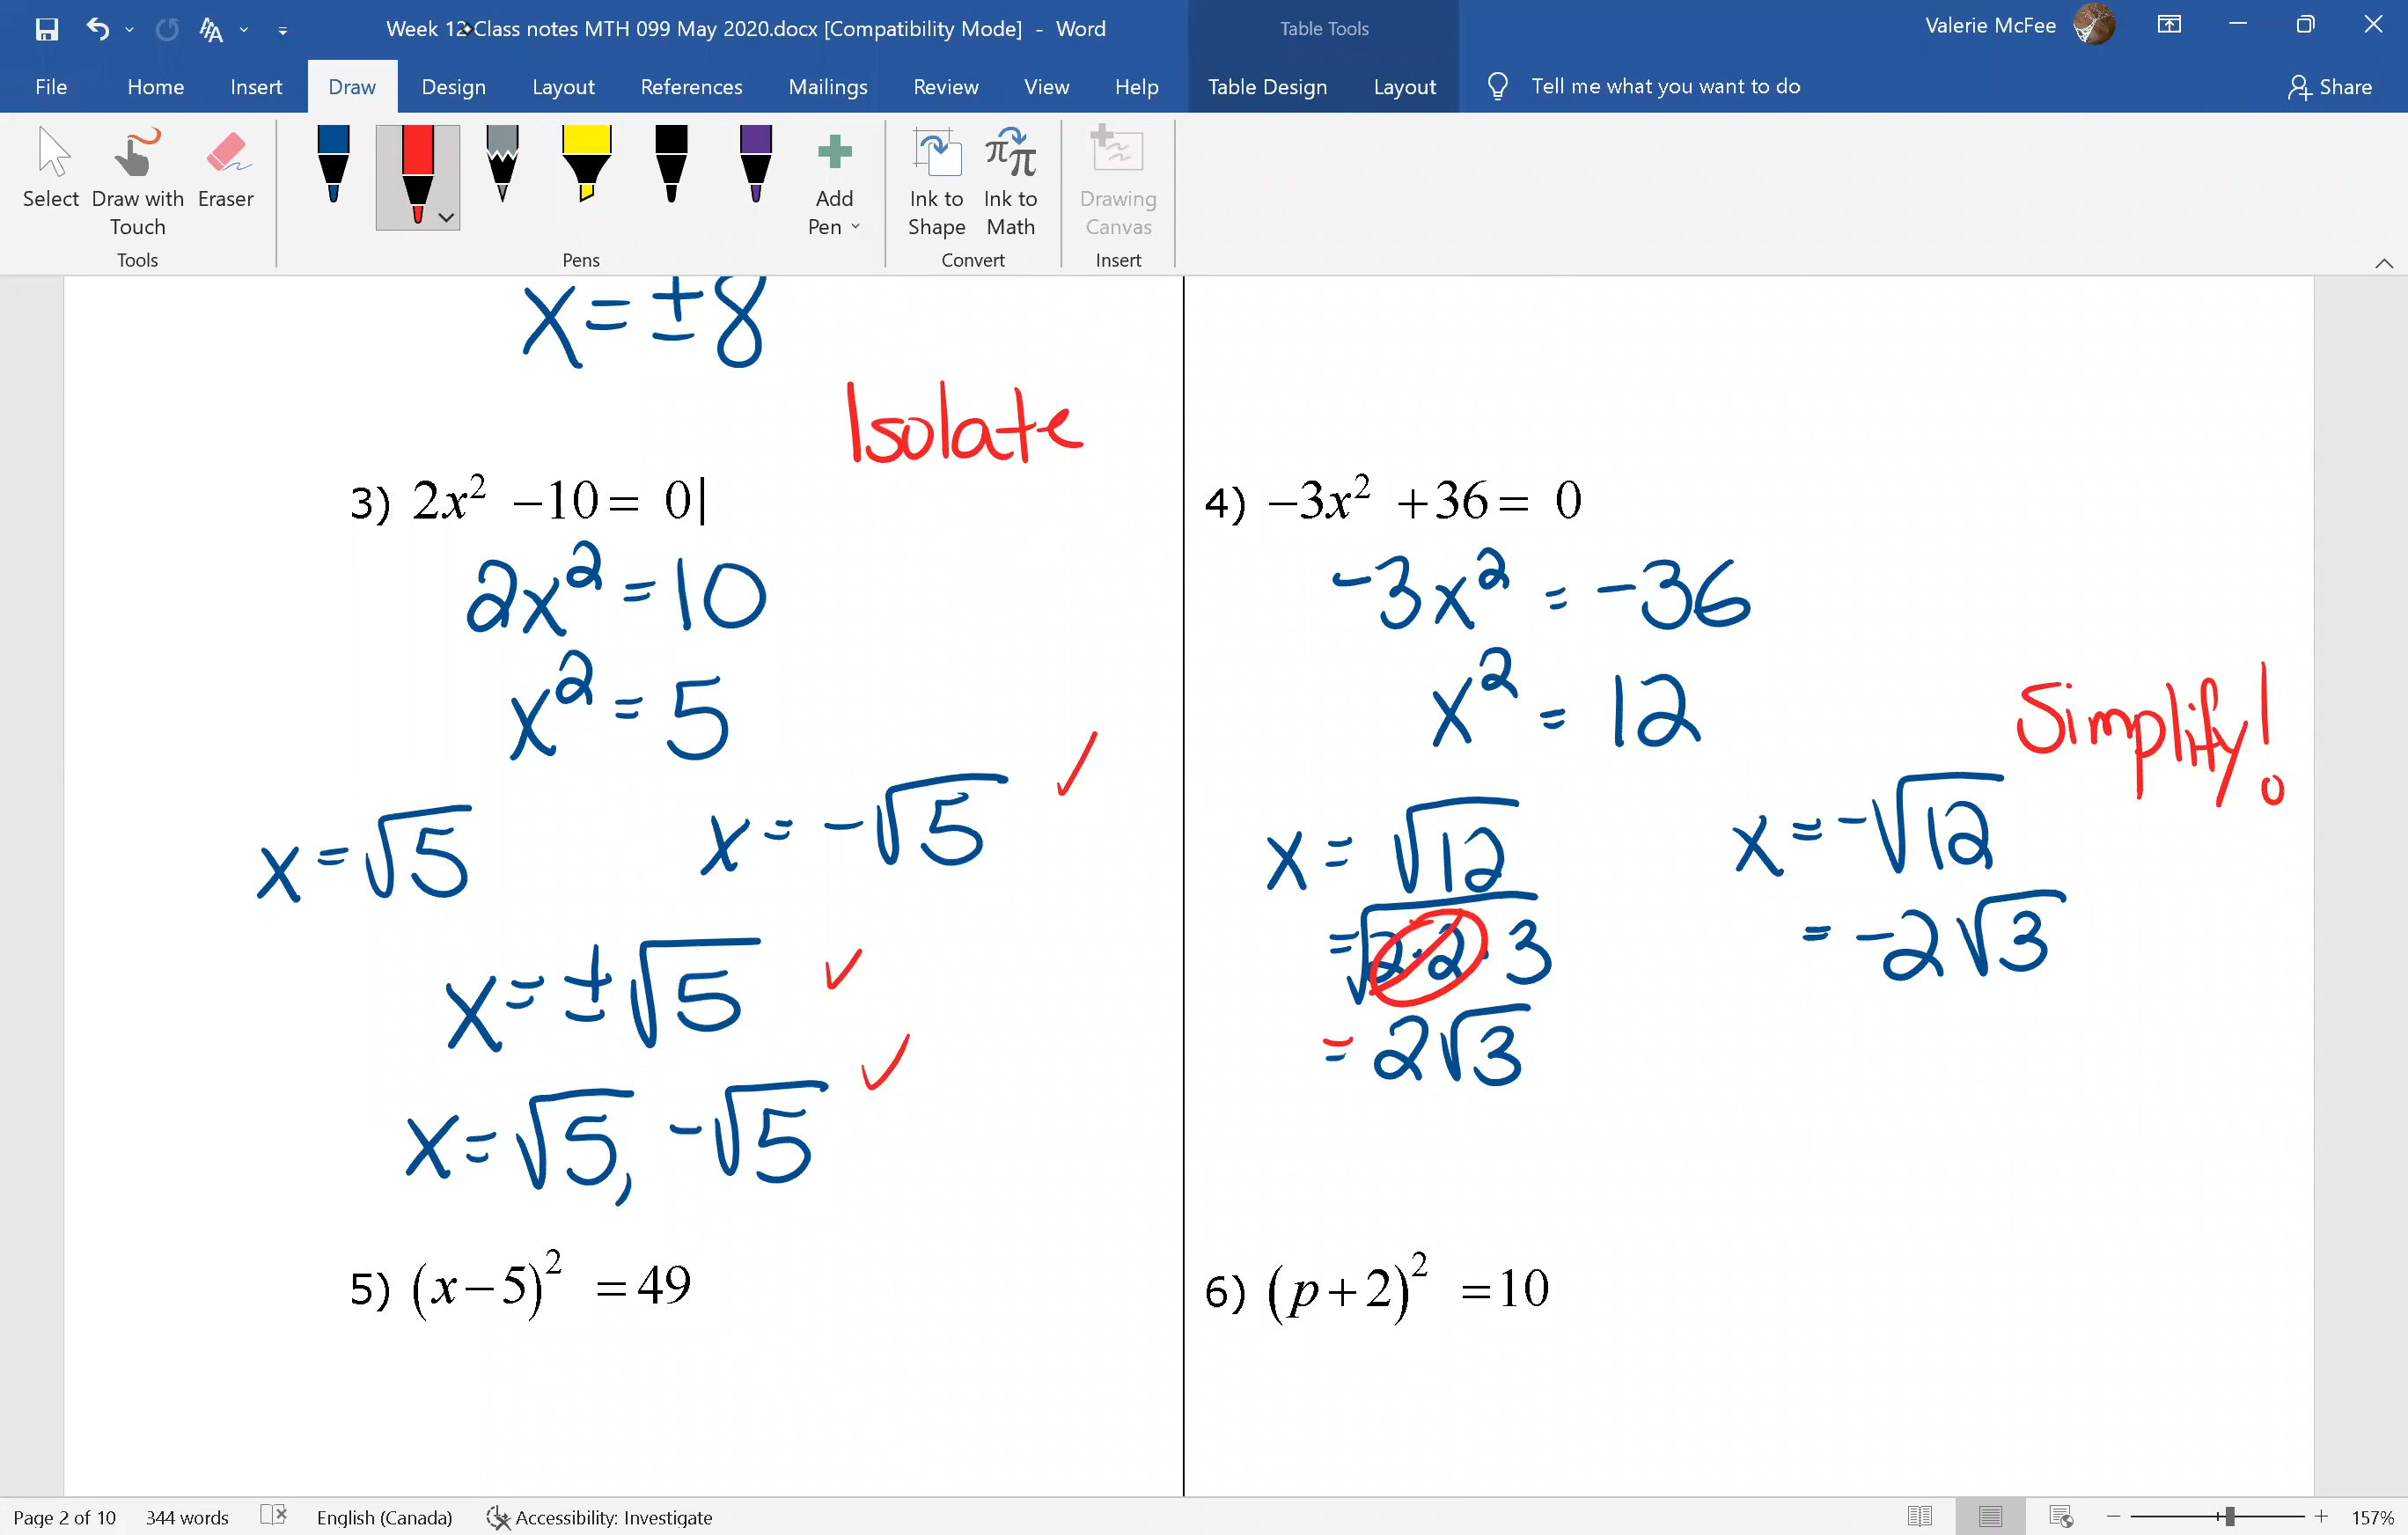 Week 12 Class notes MTH 099 May 2020.docx [Compatibility Mode] - Word
Table Tools
Valerie McFee
File Home Insert Draw Design Layout References Mailings Review View Help Table Design Layout Tell me what you want to do Share
Select
Draw with Touch
Eraser
Add Pen
Ink to Shape
Ink to Math
Drawing Canvas
Tools
Pens
Convert
Insert
x = ±8
Isolate
3) 2x² −10 = 0
2x² = 10
x² = 5
x = √5 x = −√5 ✓
x = ±√5 ✓
x = √5, −√5 ✓
4) −3x² +36 = 0
−3x² = −36
x² = 12
Simplify!
x = √12 x = −√12
= √2·2·3 = −2√3
= 2√3
5) (x−5)² = 49
6) (p+2)² = 10
Page 2 of 10 344 words English (Canada) Accessibility: Investigate 157%